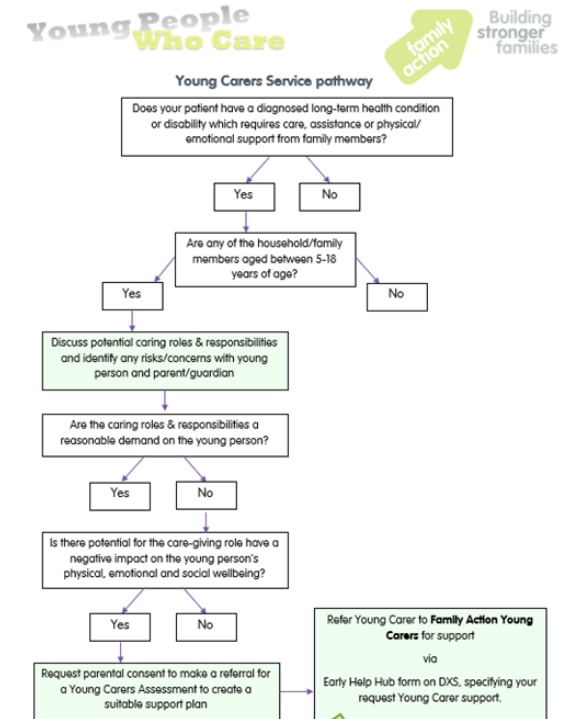 Young People
Who Care
family
action
Building
stronger
families
Young Carers Service pathway
Does your patient have a diagnosed long-term health condition
or disability which requires care, assistance or physical/
emotional support from family members?
Yes
No
Are any of the household/family
members aged between 5-18
years of age?
Yes
No
Discuss potential caring roles & responsibilities
and identify any risks/concerns with young
person and parent/guardian
Are the caring roles & responsibilities a
reasonable demand on the young person?
Yes
No
Is there potential for the care-giving role have a
negative impact on the young person's
physical, emotional and social wellbeing?
Yes
No
Request parental consent to make a referral for
a Young Carers Assessment to create a
suitable support plan
Refer Young Carer to Family Action Young
Carers for support
via
Early Help Hub form on DXS, specifying your
request Young Carer support.